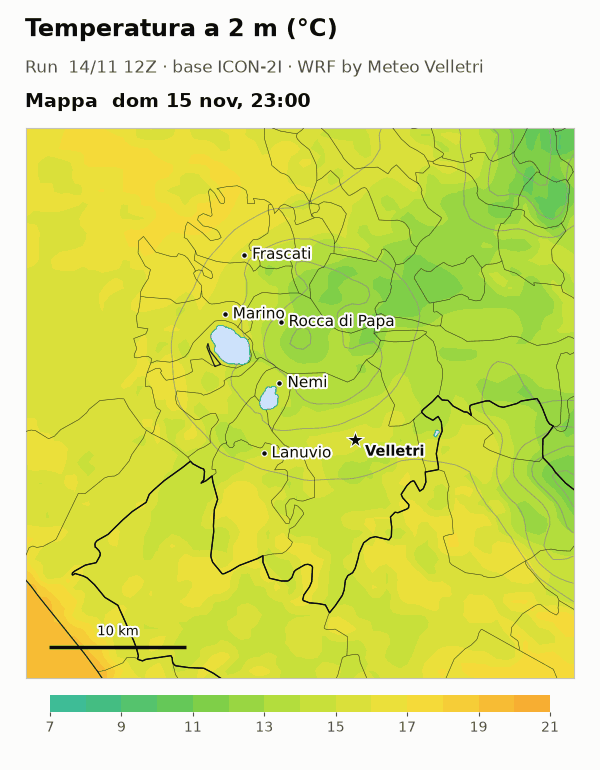 Temperatura a 2 m (°C)
Run  14/11 12Z · base ICON-2I · WRF by Meteo Velletri
Mappa  dom 15 nov, 23:00
Frascati
Marino
Rocca di Papa
Nemi
Velletri
Lanuvio
10 km
7 9 11 13 15 17 19 21